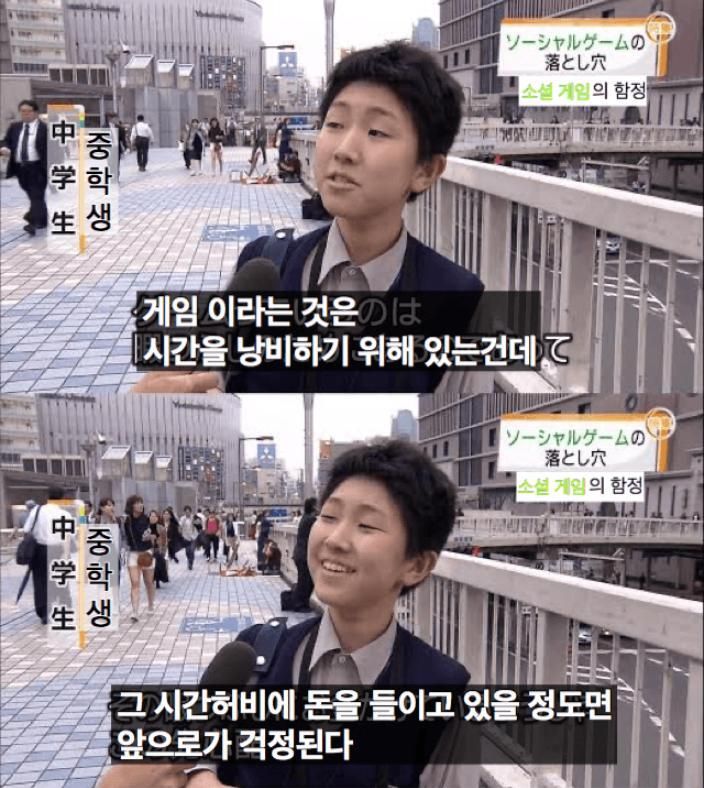 ソーシャルゲームの
落とし穴
소셜 게임의 함정
中学生
중학생
게임 이라는 것은
시간을 낭비하기 위해 있는건데
ソーシャルゲームの
落とし穴
소셜 게임의 함정
中学生
중학생
그 시간허비에 돈을 들이고 있을 정도면
앞으로가 걱정된다